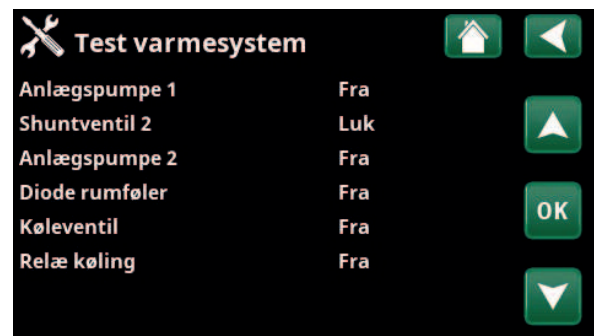 Test varmesystem
Anlægspumpe 1 Fra
Shuntventil 2 Luk
Anlægspumpe 2 Fra
Diode rumføler Fra
OK
Køleventil Fra
Relæ køling Fra